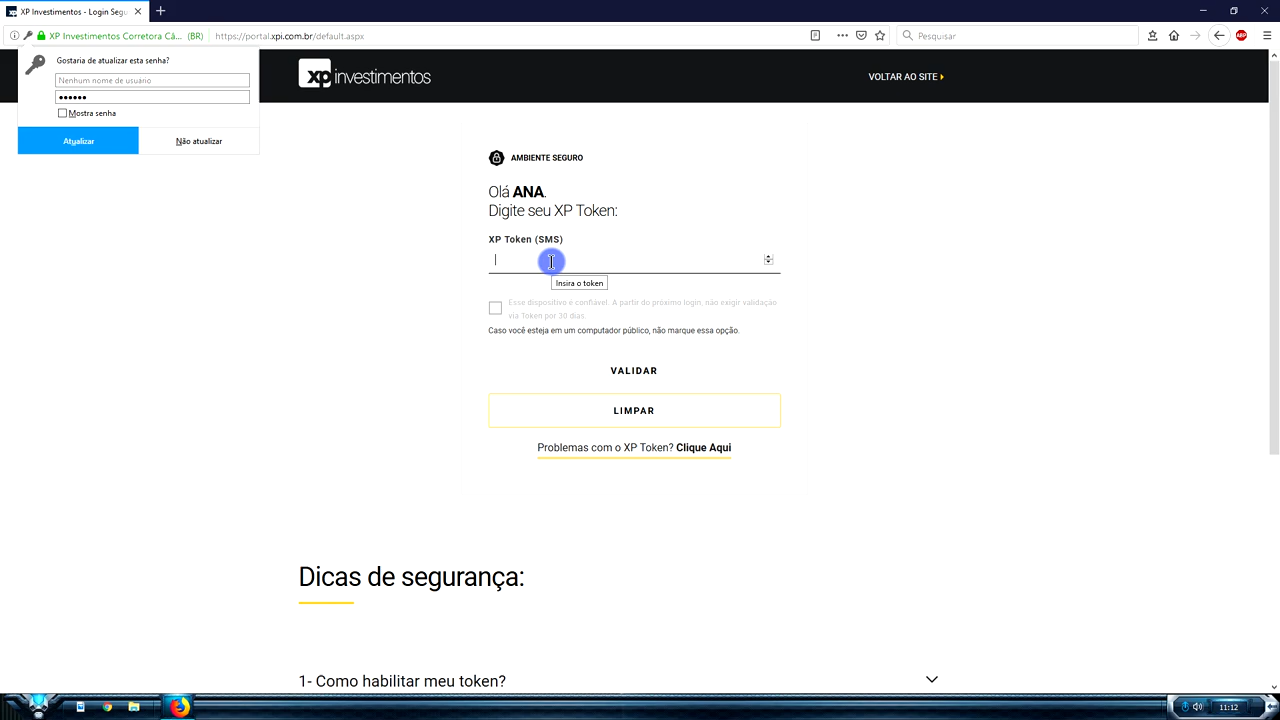 XP Investimentos - Login Segu
XP Investimentos Corretora Câ... (BR)
https://portal.xpi.com.br/default.aspx
Pesquisar
ABP
Gostaria de atualizar esta senha?
Nenhum nome de usuário
Mostra senha
Atualizar
Não atualizar
xp investimentos
VOLTAR AO SITE
AMBIENTE SEGURO
Olá ANA.
Digite seu XP Token:
XP Token (SMS)
Insira o token
Esse dispositivo é confiável. A partir do próximo login, não exigir validação
via Token por 30 dias.
Caso você esteja em um computador público, não marque essa opção.
VALIDAR
LIMPAR
Problemas com o XP Token? Clique Aqui
Dicas de segurança:
1- Como habilitar meu token?
11:12